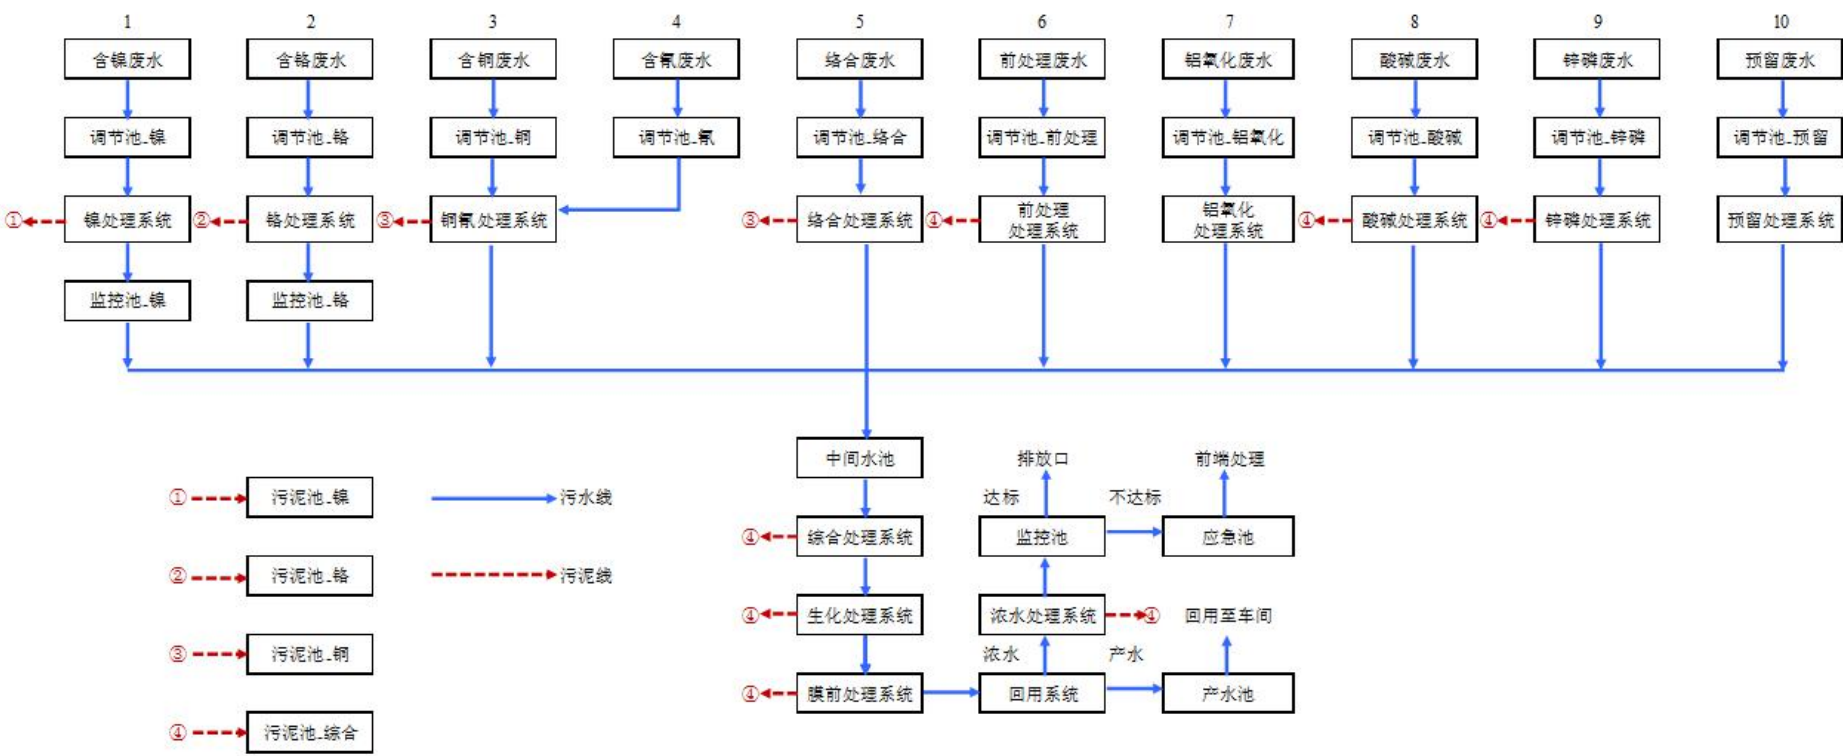 1 2 3 4 5 6 7 8 9 10
含镍废水 含铬废水 含铜废水 含氰废水 络合废水 前处理废水 铝氧化废水 酸碱废水 锌磷废水 预留废水
调节池_镍 调节池_铬 调节池_铜 调节池_氰 调节池_络合 调节池_前处理 调节池_铝氧化 调节池_酸碱 调节池_锌磷 调节池_预留
① 镍处理系统 ② 铬处理系统 ③ 铜氰处理系统 ③ 络合处理系统 ④ 前处理
处理系统
铝氧化
处理系统
④ 酸碱处理系统 ④ 锌磷处理系统 预留处理系统
监控池_镍 监控池_铬
中间水池 排放口 前端处理
① 污泥池_镍 污水线 达标 不达标
④ 综合处理系统 监控池 应急池
② 污泥池_铬 污泥线
④ 生化处理系统 浓水处理系统 ④ 回用至车间
③ 污泥池_铜 浓水 产水
④ 膜前处理系统 回用系统 产水池
④ 污泥池_综合